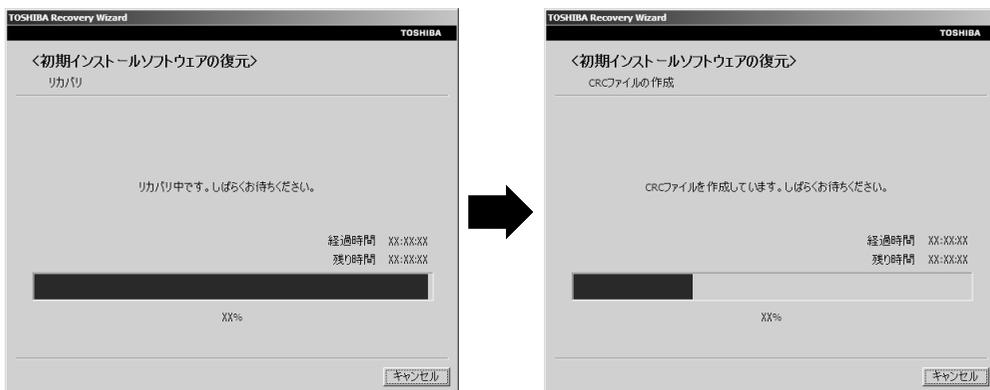 TOSHIBA Recovery Wizard
TOSHIBA
<初期インストールソフトウェアの復元>
リカバリ
リカバリ中です。しばらくお待ちください。
経過時間 XX:XX:XX
残り時間 XX:XX:XX
XX%
キャンセル
TOSHIBA Recovery Wizard
TOSHIBA
<初期インストールソフトウェアの復元>
CRCファイルの作成
CRCファイルを作成しています。しばらくお待ちください。
経過時間 XX:XX:XX
残り時間 XX:XX:XX
XX%
キャンセル